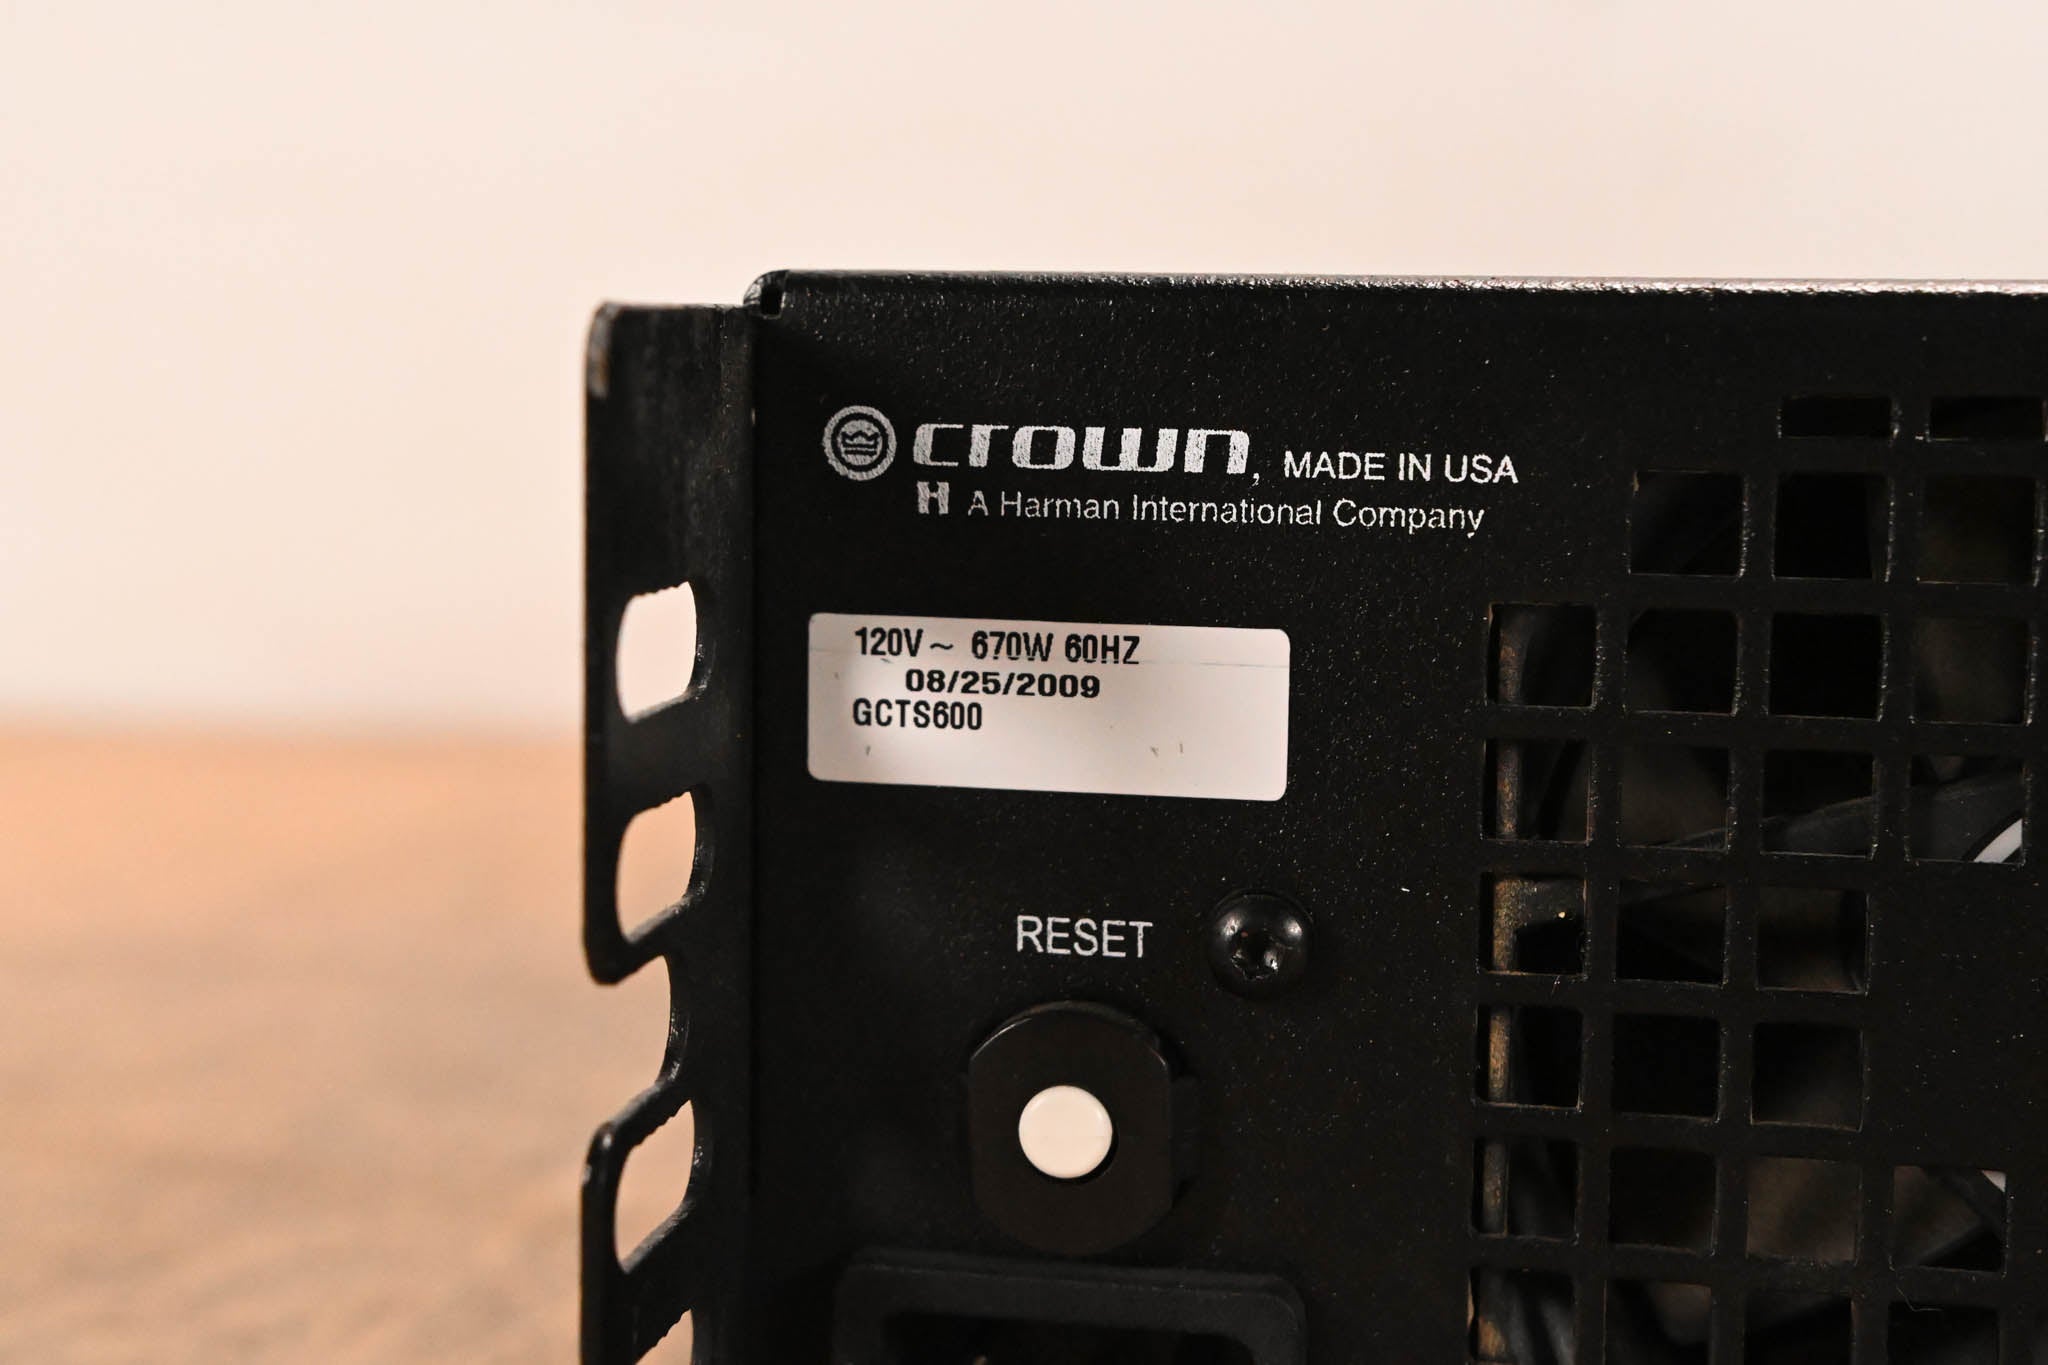 crown, MADE IN USA
H A Harman International Company
120V~ 670W 60HZ
08/25/2009
GCTS600
RESET